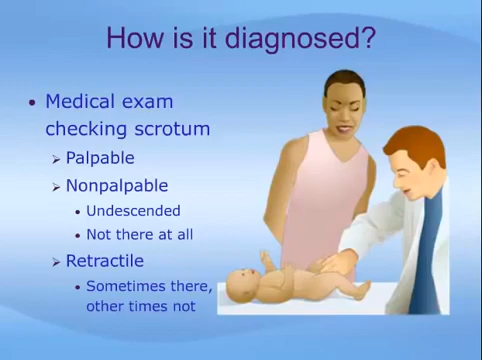 How is it diagnosed?
• Medical exam
checking scrotum
➢ Palpable
➢ Nonpalpable
• Undescended
• Not there at all
➢ Retractile
• Sometimes there,
other times not